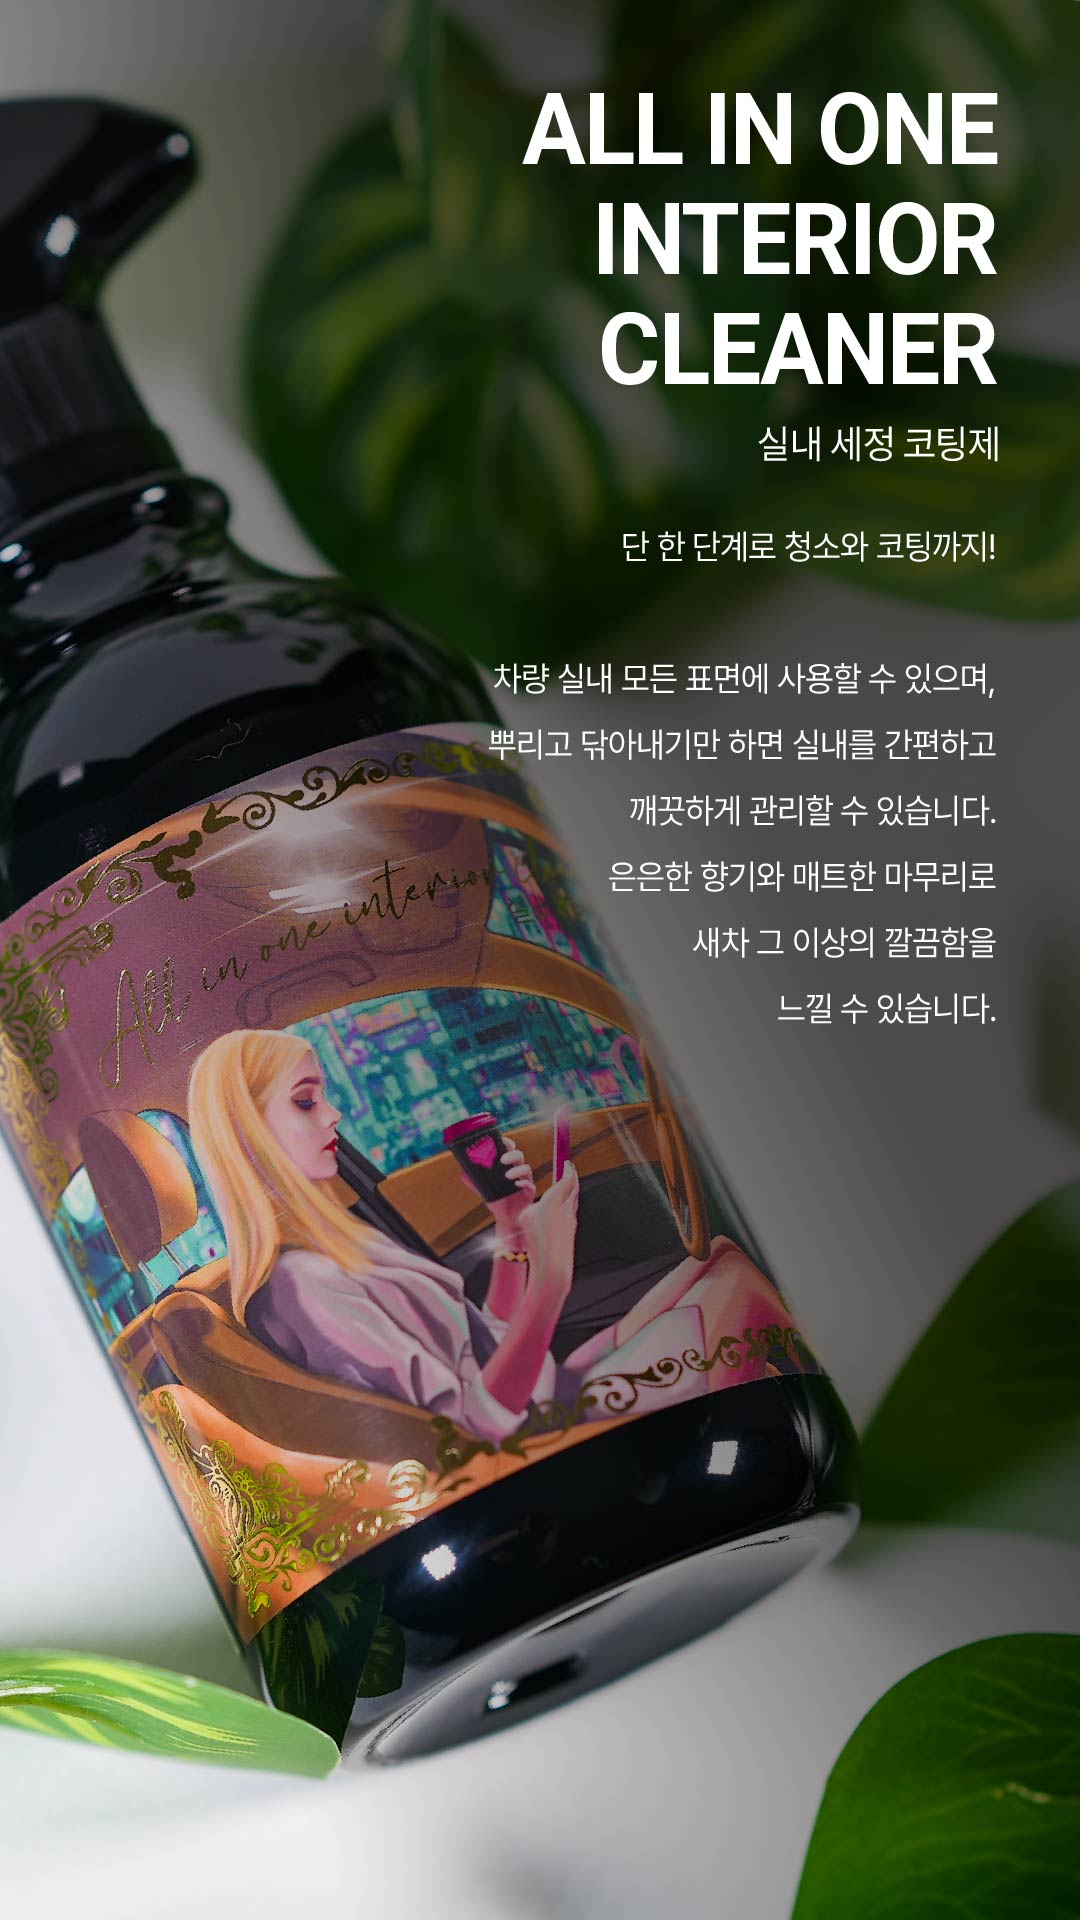 ALL IN ONE
INTERIOR
CLEANER
실내 세정 코팅제
단 한 단계로 청소와 코팅까지!
차량 실내 모든 표면에 사용할 수 있으며,
뿌리고 닦아내기만 하면 실내를 간편하고
깨끗하게 관리할 수 있습니다.
은은한 향기와 매트한 마무리로
새차 그 이상의 깔끔함을
느낄 수 있습니다.
All in one interior